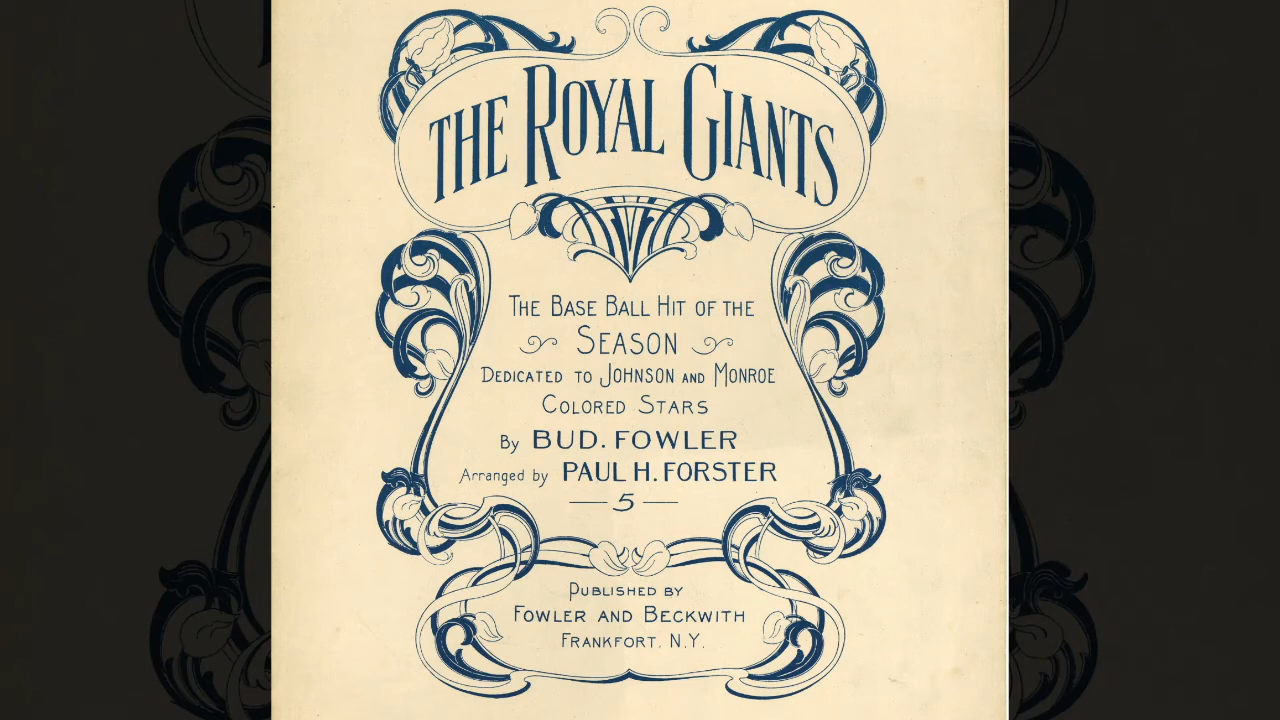 THE ROYAL GIANTS
THE BASE BALL HIT OF THE
SEASON
DEDICATED TO JOHNSON AND MONROE
COLORED STARS
By BUD. FOWLER
Arranged by PAUL H. FORSTER
5
PUBLISHED BY
FOWLER AND BECKWITH
FRANKFORT, N.Y.